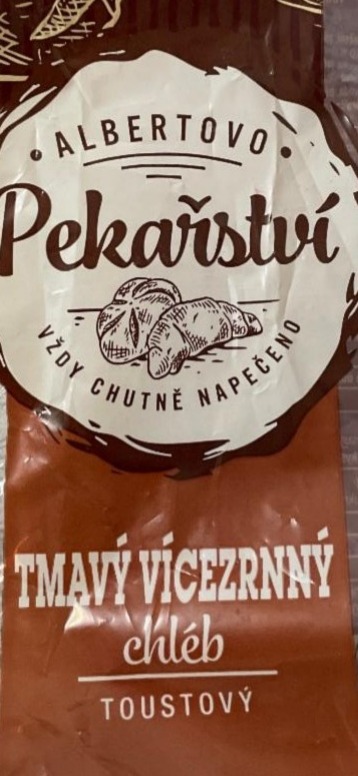 ALBERTOVO
Pekařství
VŽDY CHUTNĚ NAPEČENO
TMAVÝ VÍCEZRNNÝ
chléb
TOUSTOVÝ